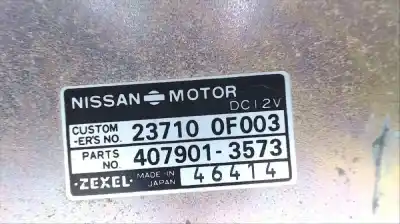 NISSAN MOTOR
DC12V
CUSTOM
-ER'S NO. 23710 0F003
PARTS
NO. 407901-3573
·ZEXEL· MADE IN
JAPAN 46414